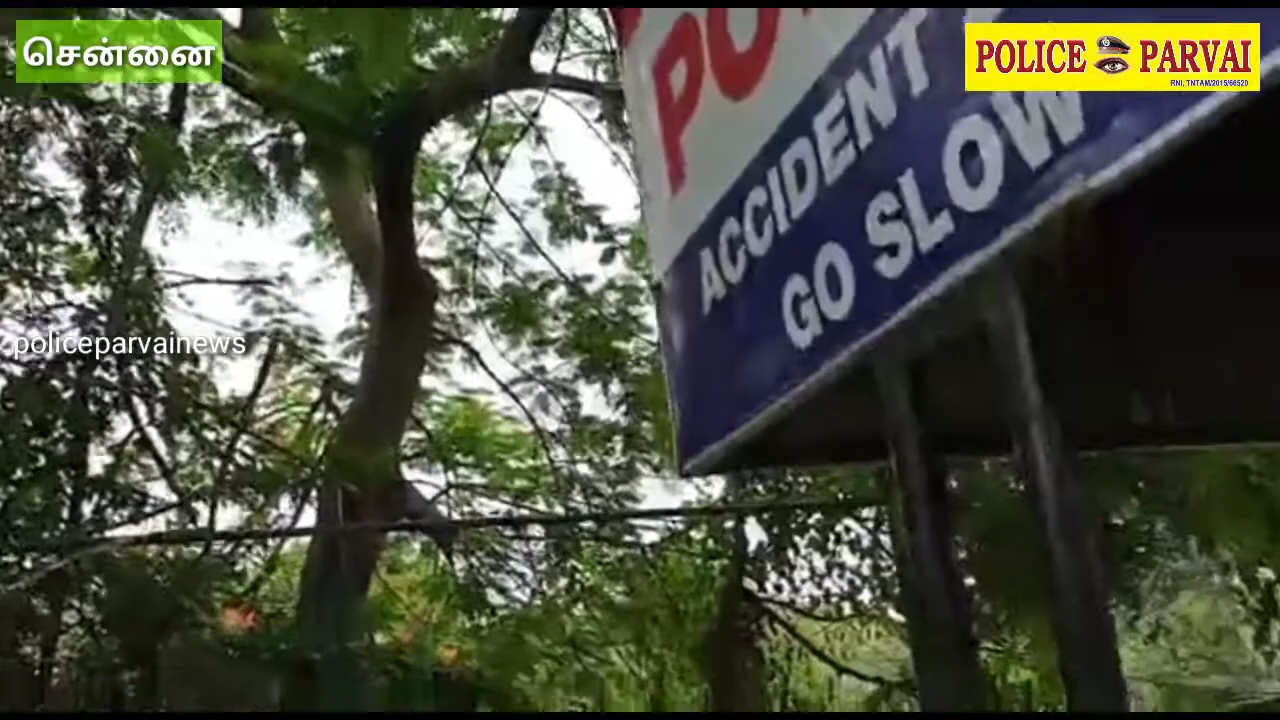 சென்னை
POLICE PARVAI
RNI, TNTAM/2015/66520
ACCIDENT
GO SLOW
policeparvainews